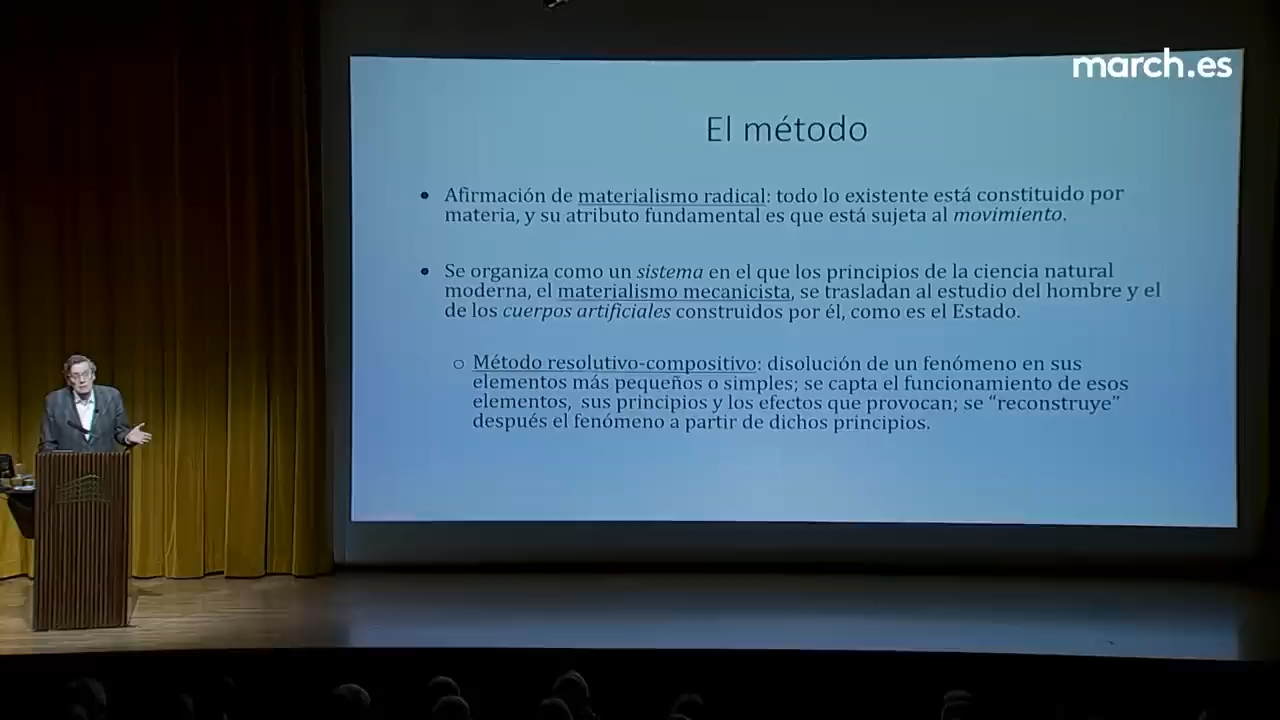 march.es
El método
• Afirmación de materialismo radical: todo lo existente está constituido por
materia, y su atributo fundamental es que está sujeta al movimiento.
• Se organiza como un sistema en el que los principios de la ciencia natural
moderna, el materialismo mecanicista, se trasladan al estudio del hombre y el
de los cuerpos artificiales construidos por él, como es el Estado.
o Método resolutivo-compositivo: disolución de un fenómeno en sus
elementos más pequeños o simples; se capta el funcionamiento de esos
elementos, sus principios y los efectos que provocan; se “reconstruye”
después el fenómeno a partir de dichos principios.